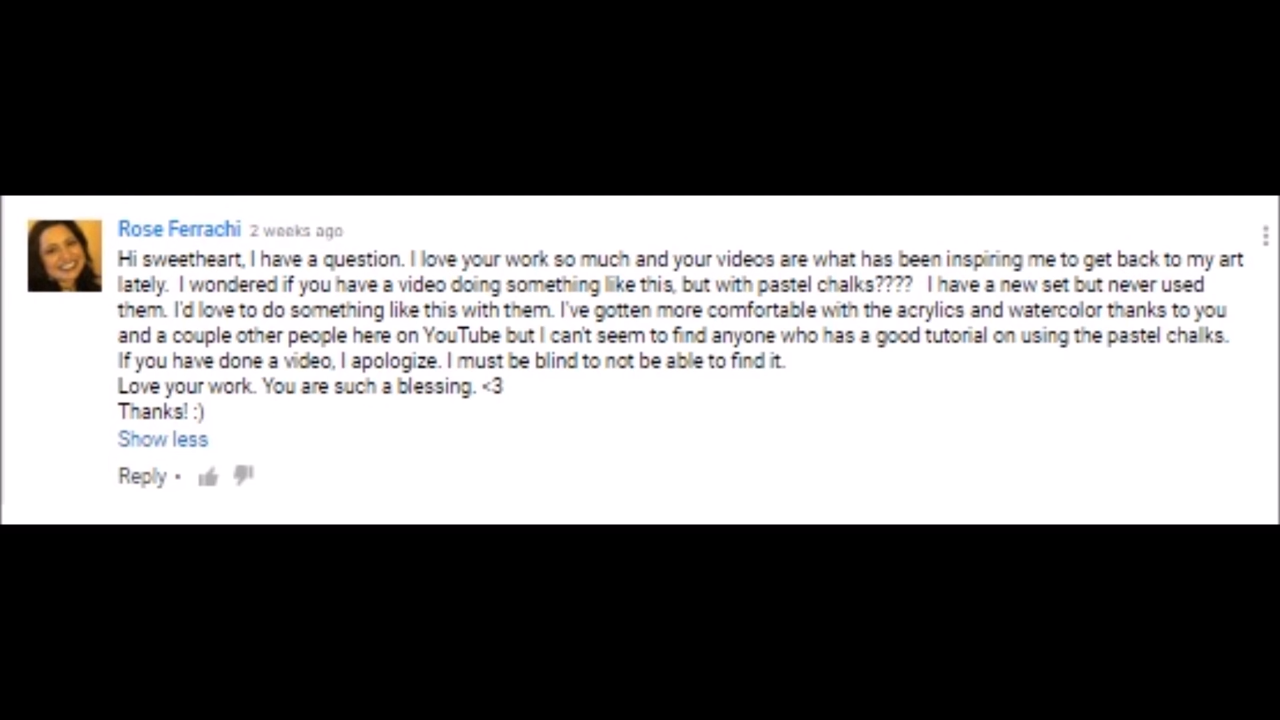 Rose Ferrachi 2 weeks ago
Hi sweetheart, I have a question. I love your work so much and your videos are what has been inspiring me to get back to my art
lately. I wondered if you have a video doing something like this, but with pastel chalks???? I have a new set but never used
them. I'd love to do something like this with them. I've gotten more comfortable with the acrylics and watercolor thanks to you
and a couple other people here on YouTube but I can't seem to find anyone who has a good tutorial on using the pastel chalks.
If you have done a video, I apologize. I must be blind to not be able to find it.
Love your work. You are such a blessing. <3
Thanks! :)
Show less
Reply •